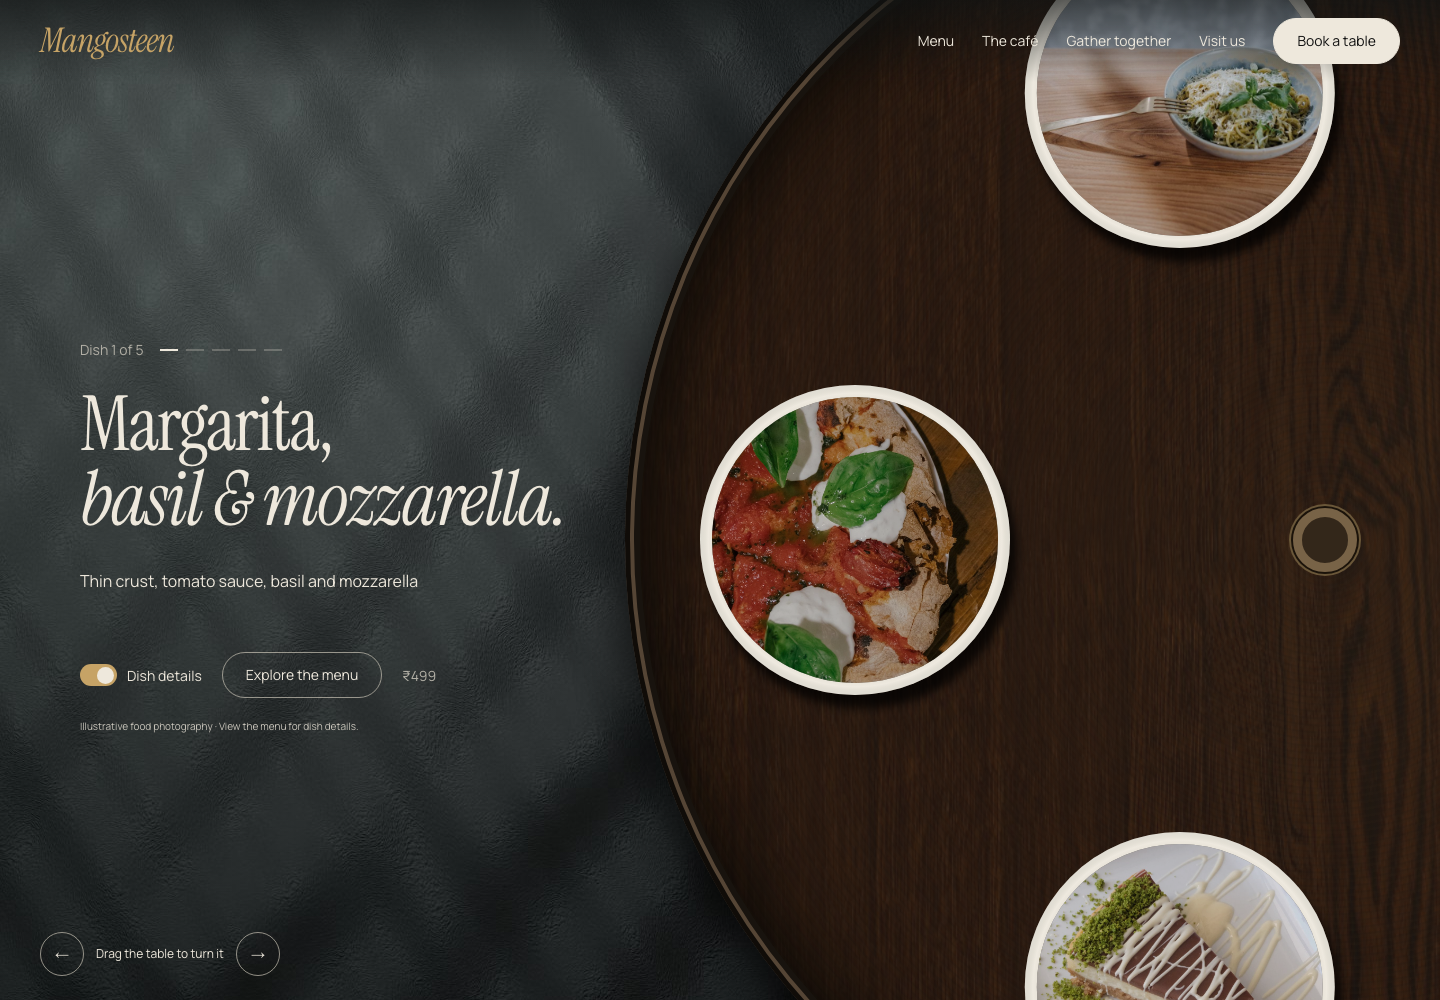 Mangosteen
Menu
The café
Gather together
Visit us
Book a table
Dish 1 of 5
Margarita,
basil & mozzarella.
Thin crust, tomato sauce, basil and mozzarella
Dish details
Explore the menu
₹499
Illustrative food photography · View the menu for dish details.
← Drag the table to turn it →